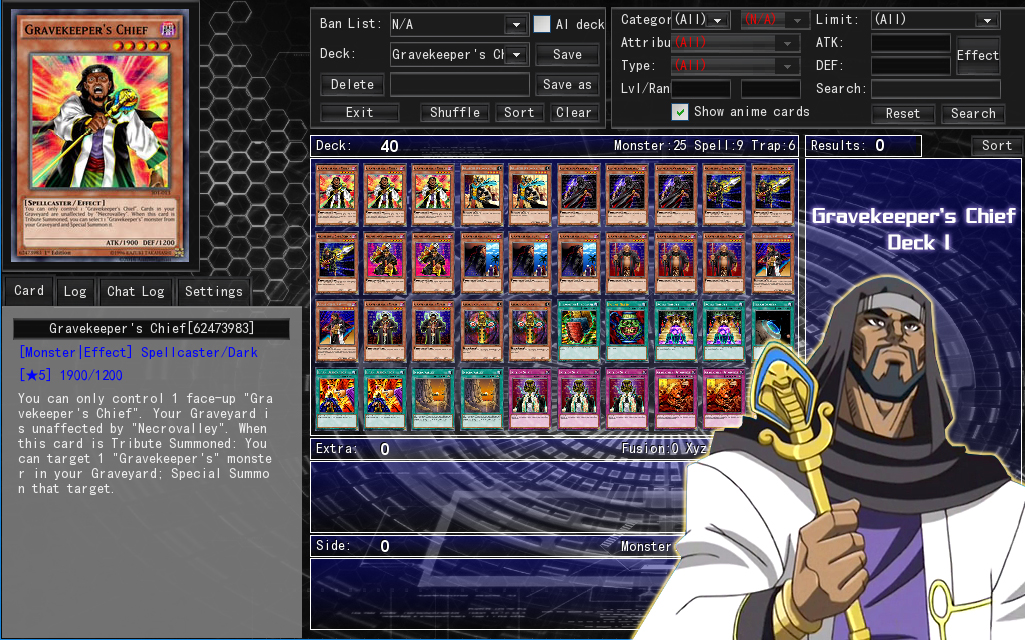 GRAVEKEEPER'S CHIEF
[SPELLCASTER / EFFECT]
You can only control 1 "Gravekeeper's Chief". Cards in your
Graveyard are unaffected by "Necrovalley". When this card is
Tribute Summoned, you can select 1 "Gravekeeper's" monster from
your Graveyard and Special Summon it.
ATK/1900 DEF/1200
62473983 1st Edition ©1996 KAZUKI TAKAHASHI
Ban List: N/A AI deck
Deck: Gravekeeper's Ch Save
Delete Save as
Exit Shuffle Sort Clear
Categor (All) (N/A) Limit: (All)
Attribu (All) ATK:
Type: (All) DEF: Effect
Lvl/Ran Search:
Show anime cards Reset Search
Deck: 40 Monster:25 Spell:9 Trap:6
Results: 0 Sort
Gravekeeper's Chief
Deck 1
Card Log Chat Log Settings
Gravekeeper's Chief[62473983]
[Monster|Effect] Spellcaster/Dark
[★5] 1900/1200
You can only control 1 face-up "Gra
vekeeper's Chief". Your Graveyard i
s unaffected by "Necrovalley". When
this card is Tribute Summoned: You
can target 1 "Gravekeeper's" monste
r in your Graveyard; Special Summo
n that target.
Extra: 0 Fusion:0 Xyz
Side: 0 Monster